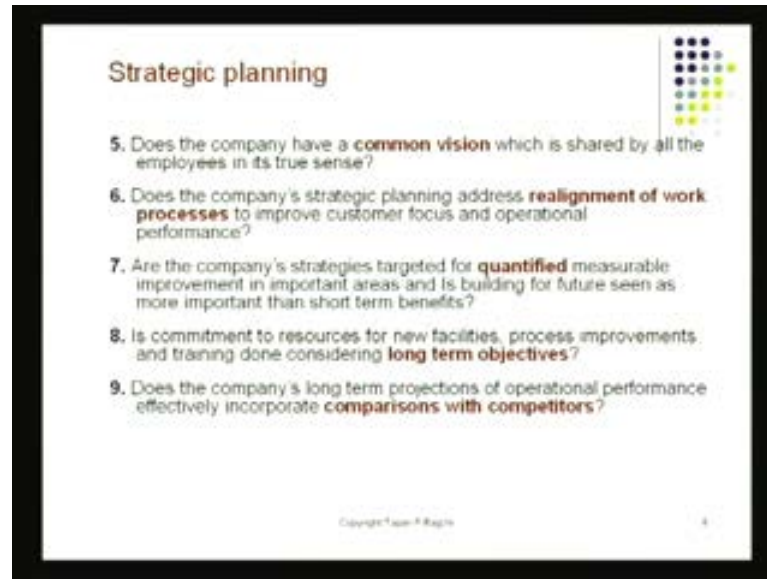 Strategic planning
5. Does the company have a common vision which is shared by all the
employees in its true sense?
6. Does the company's strategic planning address realignment of work
processes to improve customer focus and operational
performance?
7. Are the company's strategies targeted for quantified measurable
improvement in important areas and Is building for future seen as
more important than short term benefits?
8. Is commitment to resources for new facilities, process improvements
and training done considering long term objectives?
9. Does the company's long term projections of operational performance
effectively incorporate comparisons with competitors?
Copyright